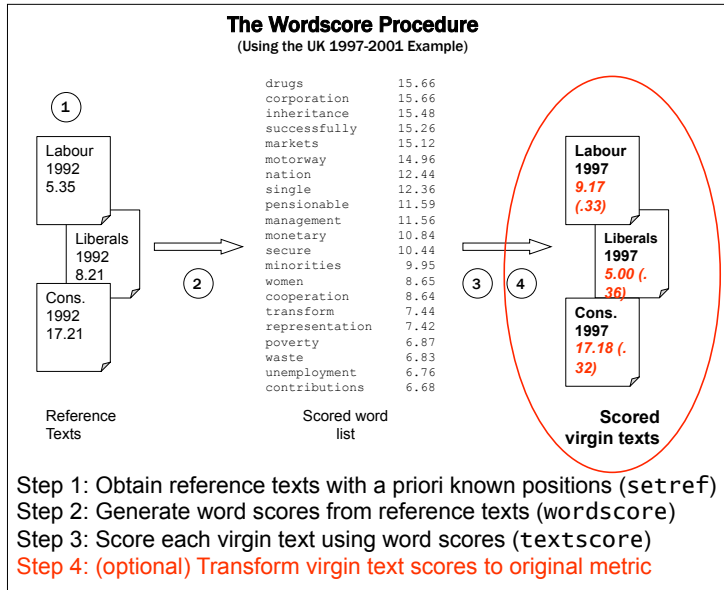 The Wordscore Procedure
(Using the UK 1997-2001 Example)
1
Labour
1992
5.35
Liberals
1992
8.21
Cons.
1992
17.21
Reference
Texts
2
drugs 15.66
corporation 15.66
inheritance 15.48
successfully 15.26
markets 15.12
motorway 14.96
nation 12.44
single 12.36
pensionable 11.59
management 11.56
monetary 10.84
secure 10.44
minorities 9.95
women 8.65
cooperation 8.64
transform 7.44
representation 7.42
poverty 6.87
waste 6.83
unemployment 6.76
contributions 6.68
Scored word
list
3 4
Labour
1997
9.17
(.33)
Liberals
1997
5.00 (.
36)
Cons.
1997
17.18 (.
32)
Scored
virgin texts
Step 1: Obtain reference texts with a priori known positions (setref)
Step 2: Generate word scores from reference texts (wordscore)
Step 3: Score each virgin text using word scores (textscore)
Step 4: (optional) Transform virgin text scores to original metric